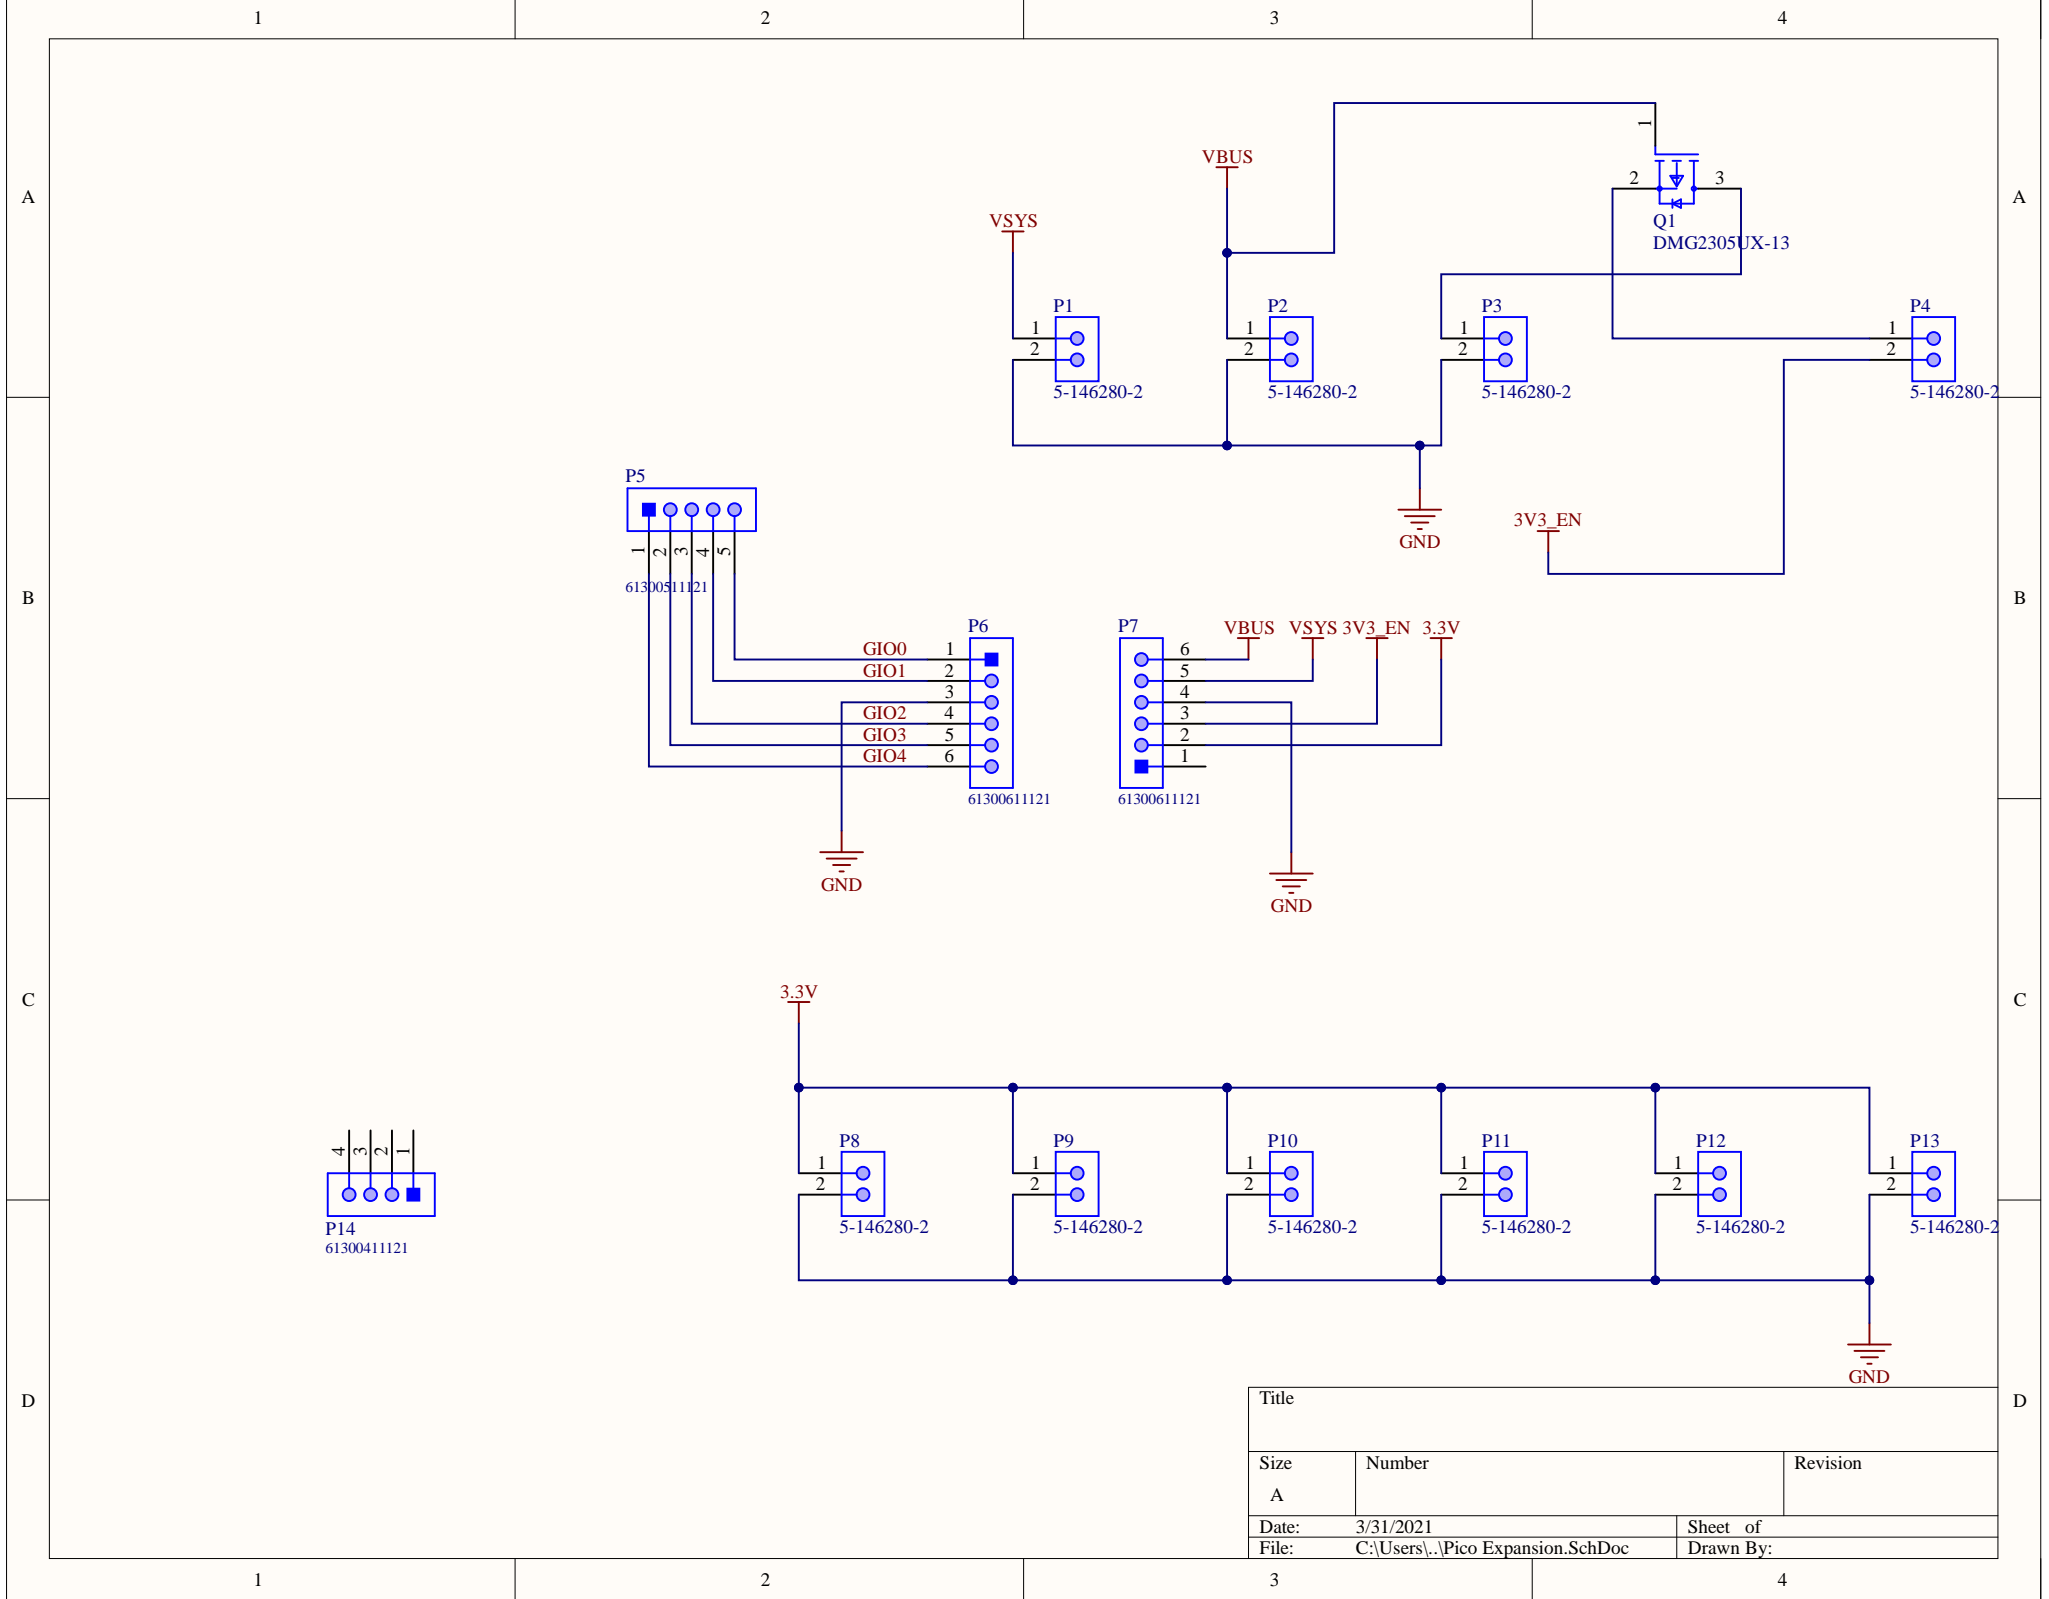 1 2 3 4
A A
VBUS
VSYS
1
2 3
Q1
DMG2305UX-13
P1 P2 P3 P4
1 1 1 1
2 2 2 2
5-146280-2 5-146280-2 5-146280-2 5-146280-2
P5
1 2 3 4 5
61300511121
GND
3V3_EN
B B
P6 P7
VBUS VSYS 3V3_EN 3.3V
GIO0 1 6
GIO1 2 5
3 4
GIO2 4 3
GIO3 5 2
GIO4 6 1
61300611121 61300611121
GND
GND
C C
3.3V
4 3 2 1
P14
61300411121
P8 P9 P10 P11 P12 P13
1 1 1 1 1 1
2 2 2 2 2 2
5-146280-2 5-146280-2 5-146280-2 5-146280-2 5-146280-2 5-146280-2
GND
D D
Title
Size Number Revision
A
Date: 3/31/2021 Sheet of
File: C:\Users\..\Pico Expansion.SchDoc Drawn By:
1 2 3 4